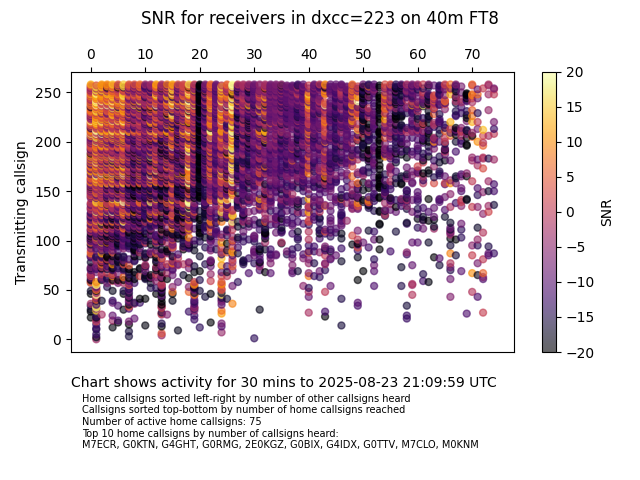 SNR for receivers in dxcc=223 on 40m FT8
0 10 20 30 40 50 60 70
250
200
150
100
50
0
Transmitting callsign
20
15
10
5
0
−5
−10
−15
−20
SNR
Chart shows activity for 30 mins to 2025-08-23 21:09:59 UTC
Home callsigns sorted left-right by number of other callsigns heard
Callsigns sorted top-bottom by number of home callsigns reached
Number of active home callsigns: 75
Top 10 home callsigns by number of callsigns heard:
M7ECR, G0KTN, G4GHT, G0RMG, 2E0KGZ, G0BIX, G4IDX, G0TTV, M7CLO, M0KNM